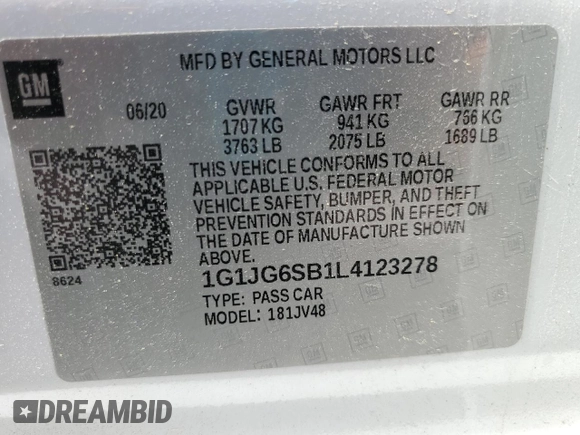 GM
MFD BY GENERAL MOTORS LLC
06/20
GVWR GAWR FRT GAWR RR
1707 KG 941 KG 766 KG
3763 LB 2075 LB 1689 LB
THIS VEHICLE CONFORMS TO ALL
APPLICABLE U.S. FEDERAL MOTOR
VEHICLE SAFETY, BUMPER, AND THEFT
PREVENTION STANDARDS IN EFFECT ON
THE DATE OF MANUFACTURE SHOWN
ABOVE.
8624
1G1JG6SB1L4123278
TYPE: PASS CAR
MODEL: 181JV48
DREAMBID